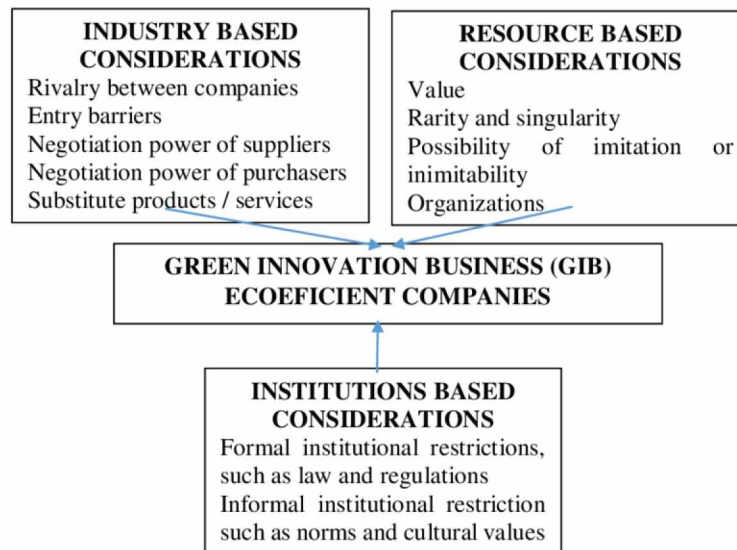 INDUSTRY BASED
CONSIDERATIONS
Rivalry between companies
Entry barriers
Negotiation power of suppliers
Negotiation power of purchasers
Substitute products / services
RESOURCE BASED
CONSIDERATIONS
Value
Rarity and singularity
Possibility of imitation or
inimitability
Organizations
GREEN INNOVATION BUSINESS (GIB)
ECOEFICIENT COMPANIES
INSTITUTIONS BASED
CONSIDERATIONS
Formal institutional restrictions,
such as law and regulations
Informal institutional restriction
such as norms and cultural values